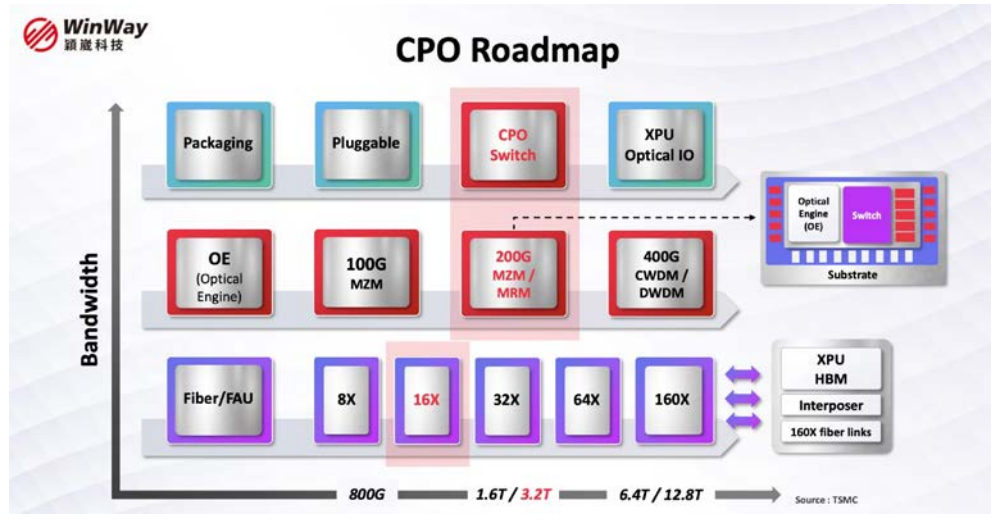 WinWay
穎崴科技
CPO Roadmap
Bandwidth
Packaging
Pluggable
CPO
Switch
XPU
Optical IO
OE
(Optical
Engine)
100G
MZM
200G
MZM /
MRM
400G
CWDM /
DWDM
Optical
Engine
(OE)
Switch
Substrate
Fiber/FAU
8X
16X
32X
64X
160X
XPU
HBM
Interposer
160X fiber links
800G
1.6T / 3.2T
6.4T / 12.8T
Source : TSMC